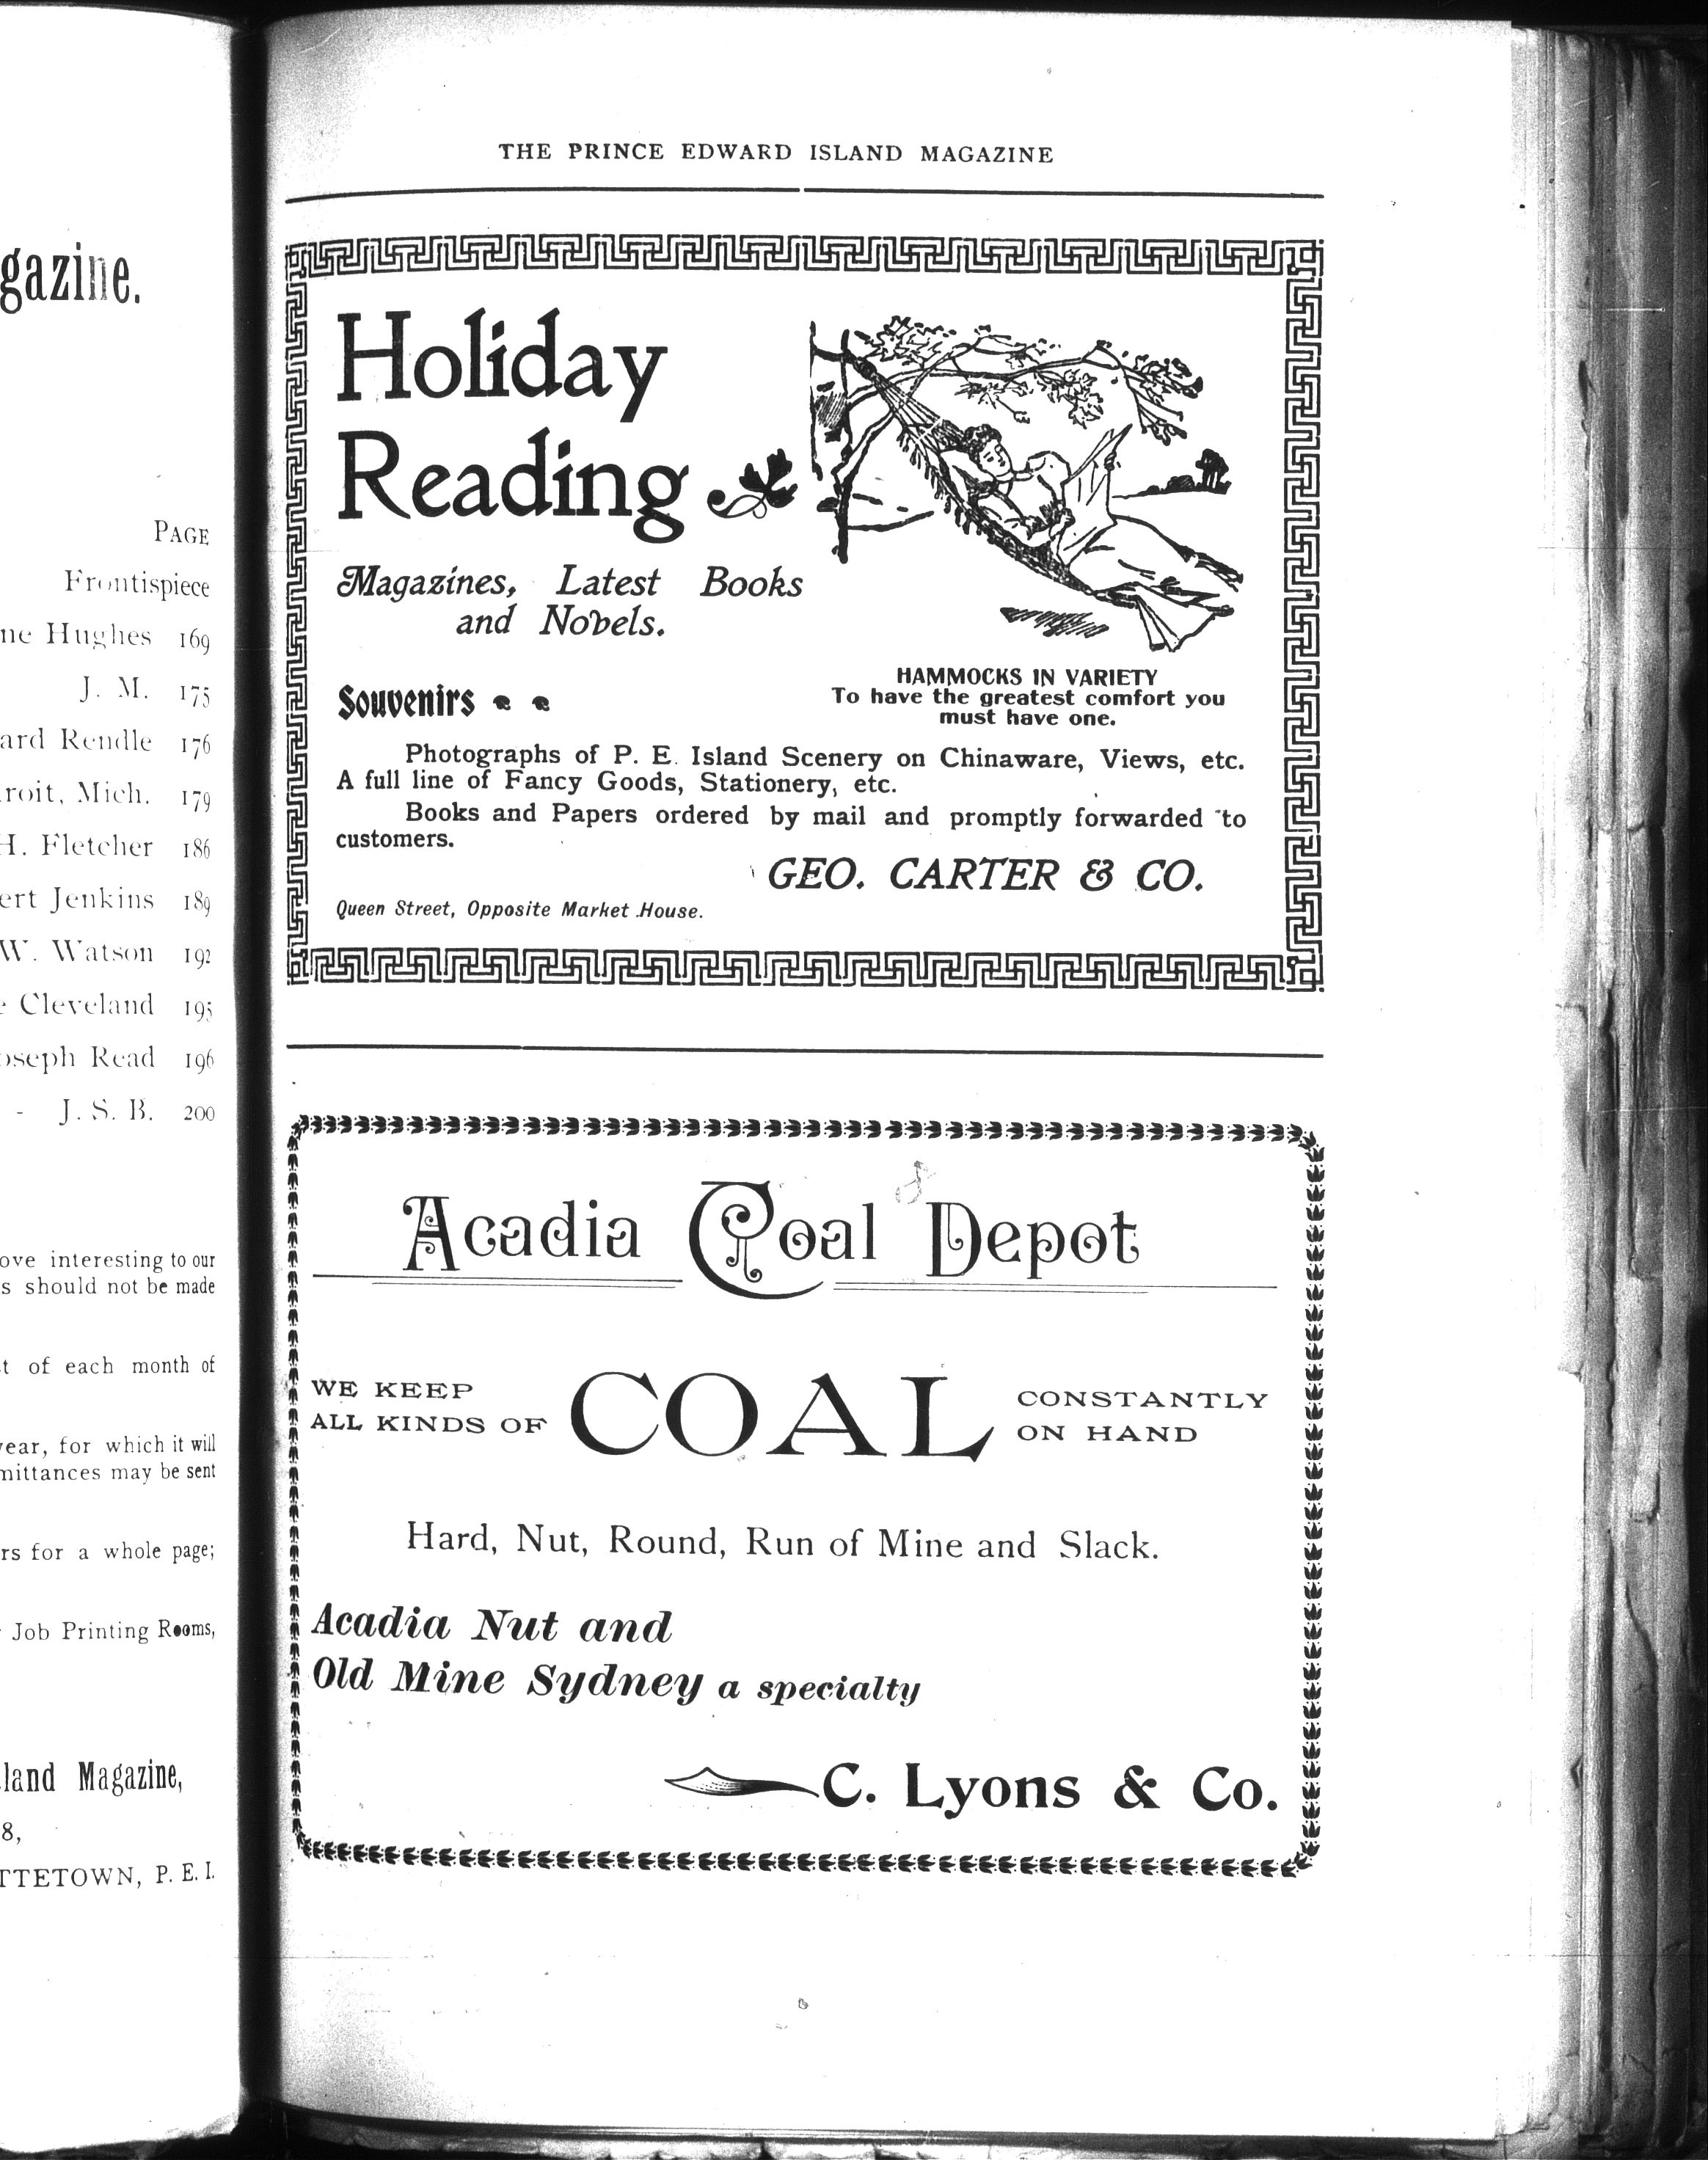 gazine.
PAGE
Frontispiece
ne Hughes 169
J. M. 175
ard Rendle 176
roit, Mich. 179
H. Fletcher 186
ert Jenkins 189
W. Watson 192
e Cleveland 195
oseph Read 196
- J. S. B. 200
ove interesting to our
s should not be made
t of each month of
year, for which it will
mittances may be sent
rs for a whole page;
Job Printing Rooms,
land Magazine,
8,
TTETOWN, P. E. I.
THE PRINCE EDWARD ISLAND MAGAZINE
Holiday
Reading
Magazines, Latest Books
and Novels.
Souvenirs
HAMMOCKS IN VARIETY
To have the greatest comfort you
must have one.
Photographs of P. E. Island Scenery on Chinaware, Views, etc.
A full line of Fancy Goods, Stationery, etc.
Books and Papers ordered by mail and promptly forwarded to
customers.
GEO. CARTER & CO.
Queen Street, Opposite Market House.
Acadia Coal Depot
WE KEEP
ALL KINDS OF
COAL
CONSTANTLY
ON HAND
Hard, Nut, Round, Run of Mine and Slack.
Acadia Nut and
Old Mine Sydney a specialty
C. Lyons & Co.